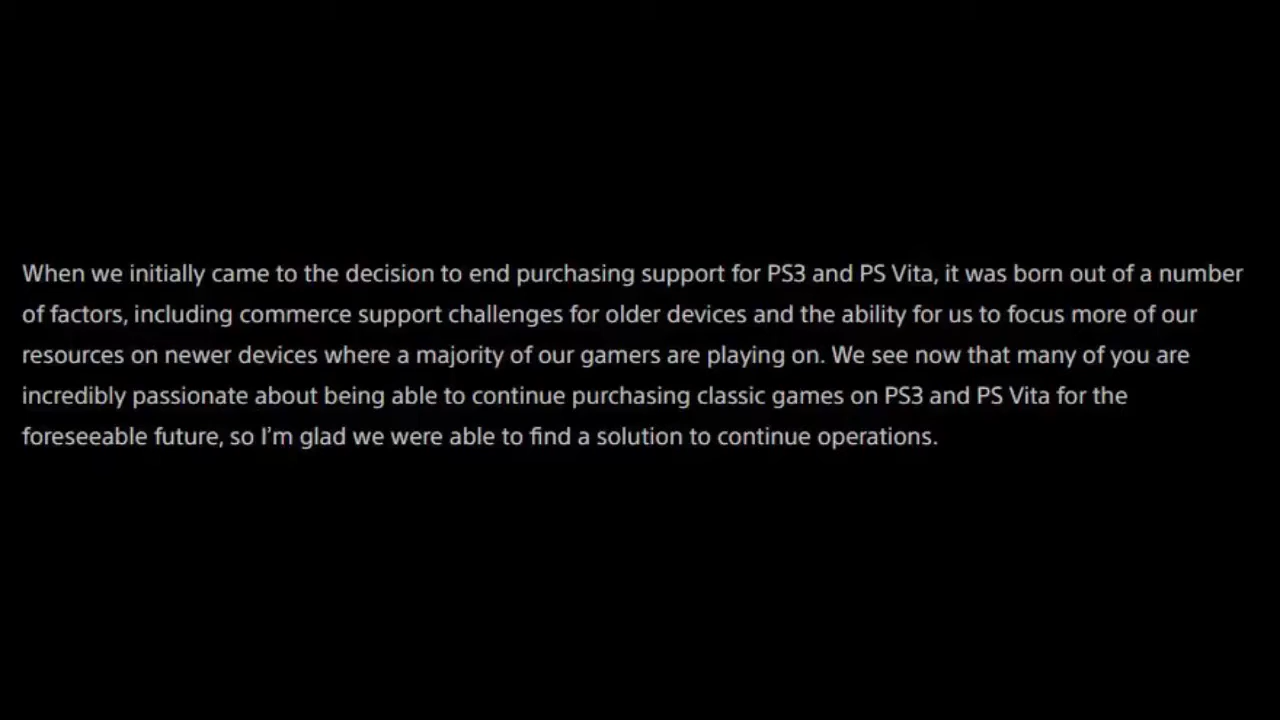 When we initially came to the decision to end purchasing support for PS3 and PS Vita, it was born out of a number
of factors, including commerce support challenges for older devices and the ability for us to focus more of our
resources on newer devices where a majority of our gamers are playing on. We see now that many of you are
incredibly passionate about being able to continue purchasing classic games on PS3 and PS Vita for the
foreseeable future, so I’m glad we were able to find a solution to continue operations.